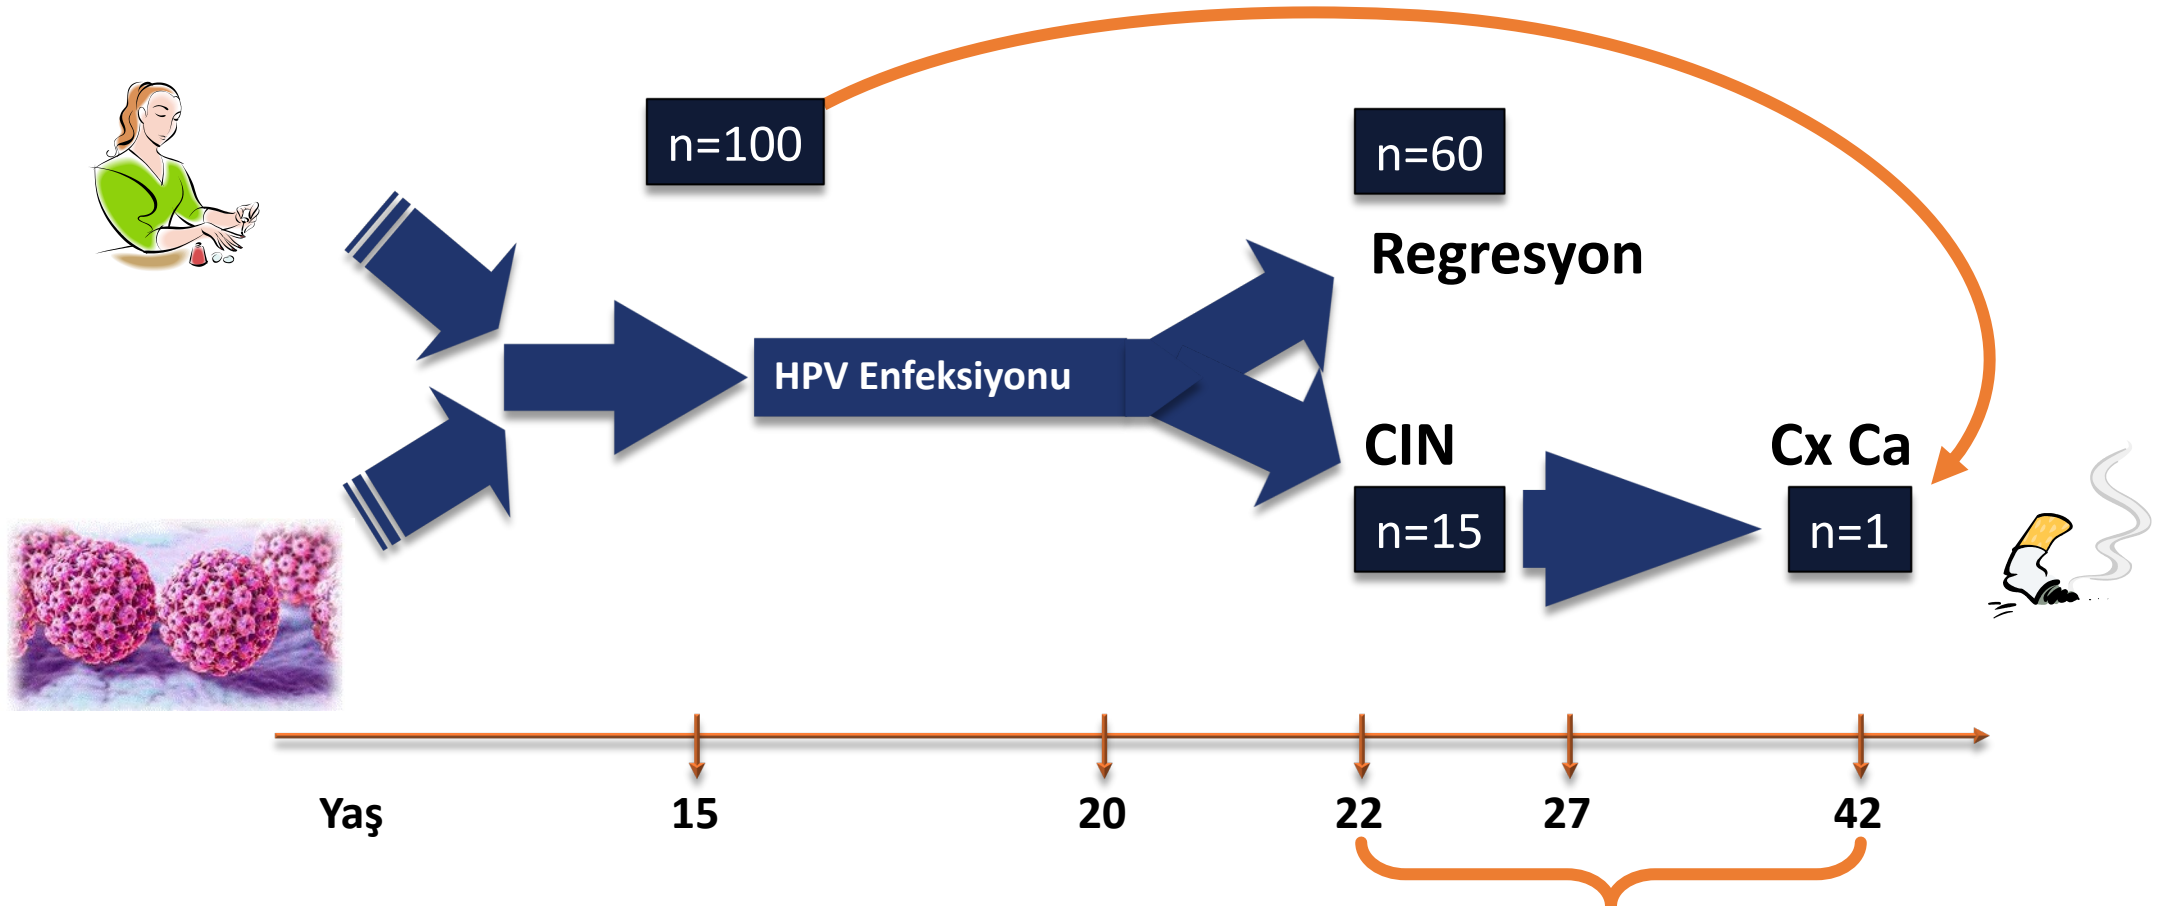 n=100
n=60
Regresyon
HPV Enfeksiyonu
CIN
Cx Ca
n=15
n=1
Yaş 15 20 22 27 42